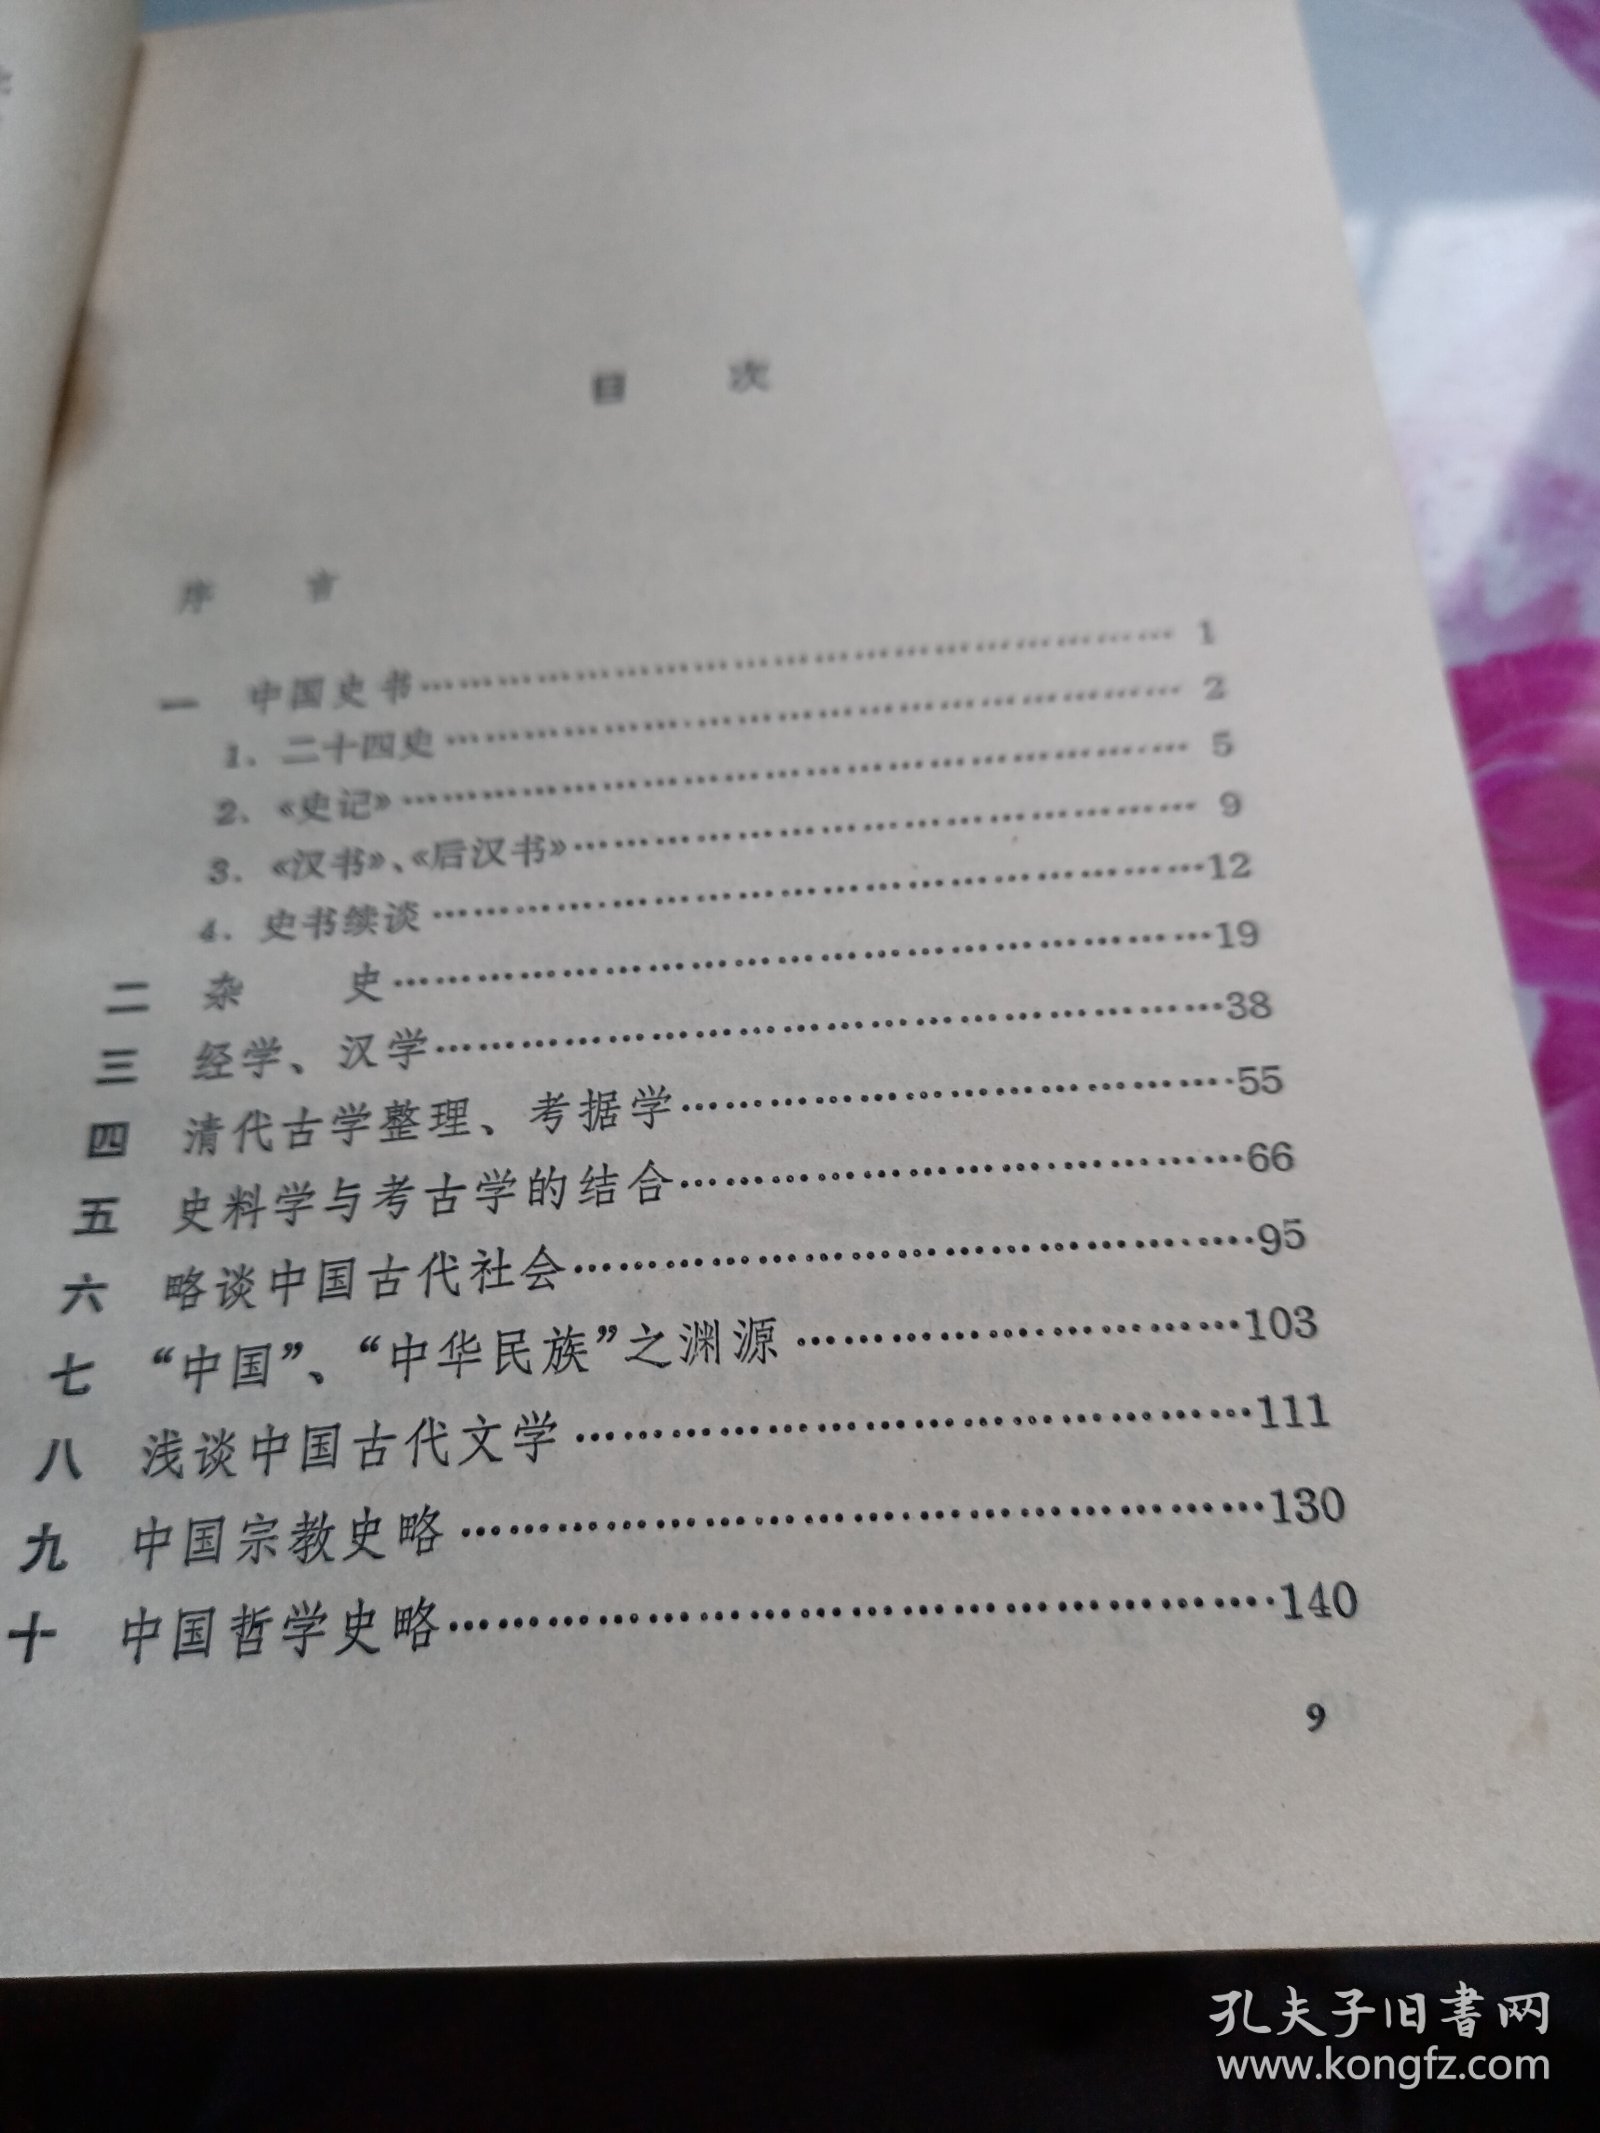 目 次
序 言
一 中国史书…………………………………………………… 1
1. 二十四史…………………………………………………… 2
2. 《史记》…………………………………………………… 5
3. 《汉书》、《后汉书》…………………………………………… 9
4. 史书续谈……………………………………………………12
二 杂 史……………………………………………………19
三 经学、汉学…………………………………………………38
四 清代古学整理、考据学……………………………………55
五 史料学与考古学的结合……………………………………66
六 略谈中国古代社会…………………………………………95
七 “中国”、“中华民族”之渊源………………………………103
八 浅谈中国古代文学…………………………………………111
九 中国宗教史略………………………………………………130
十 中国哲学史略………………………………………………140
9
孔夫子旧書网
www.kongfz.com